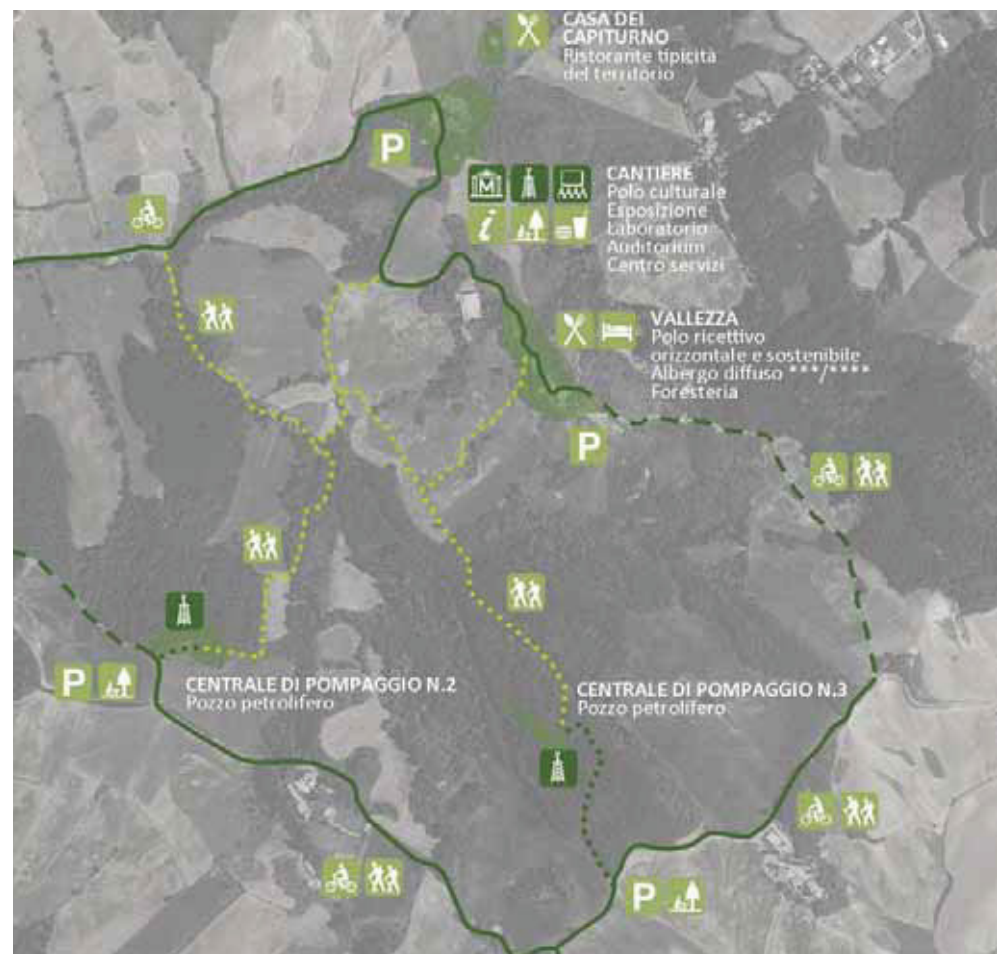 CASA DEI
CAPITURNO
Ristorante tipicità
del territorio
P
CANTIERE
Polo culturale
Esposizione
Laboratorio
Auditorium
Centro servizi
M
i
VALLEZZA
Polo ricettivo
orizzontale e sostenibile
Albergo diffuso ***/****
Foresteria
P
P
CENTRALE DI POMPAGGIO N.2
Pozzo petrolifero
CENTRALE DI POMPAGGIO N.3
Pozzo petrolifero
P